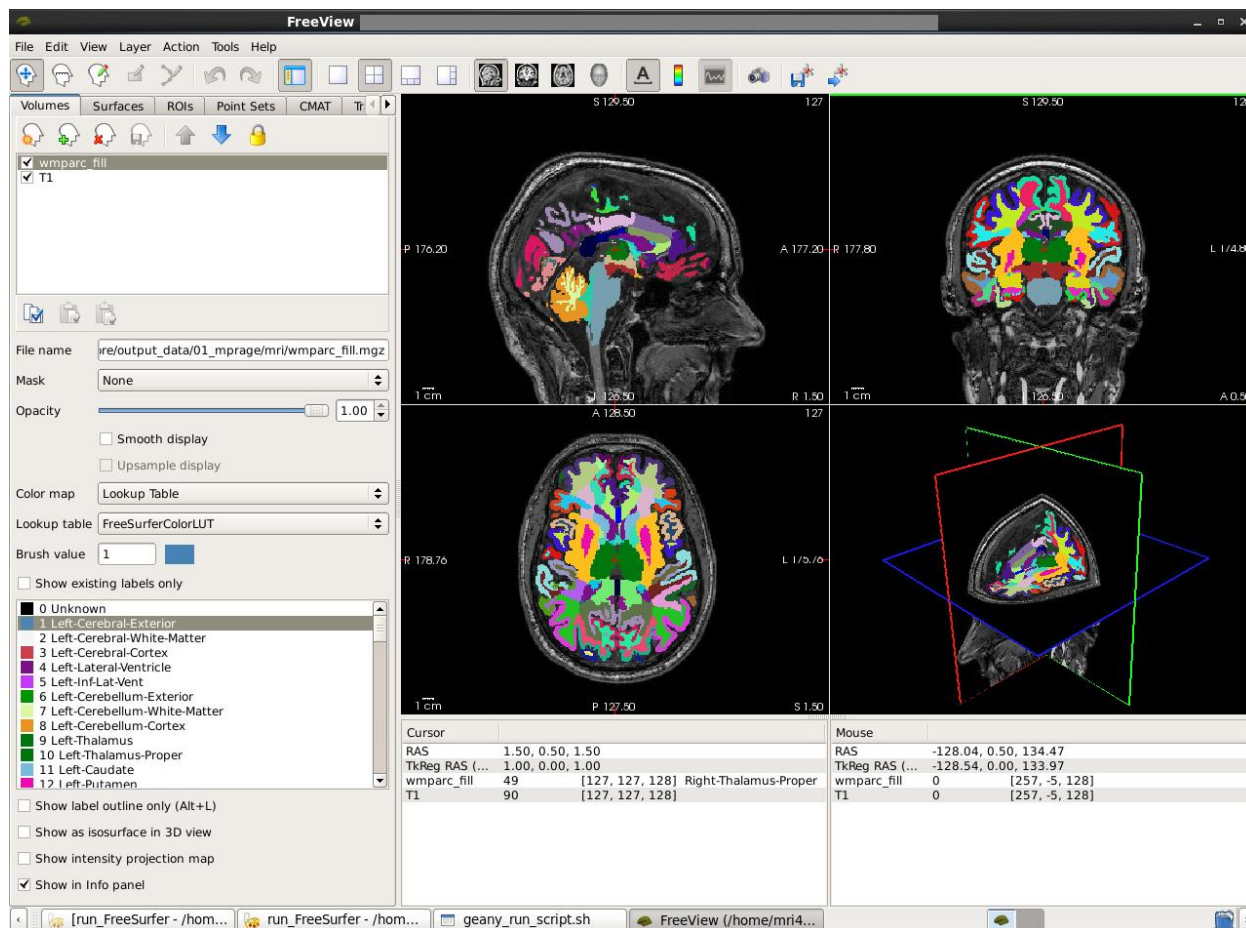 FreeView
File Edit View Layer Action Tools Help
Volumes Surfaces ROIs Point Sets CMAT Tr
wmparc_fill
T1
File name re/output_data/01_mprage/mri/wmparc_fill.mgz
Mask None
Opacity 1.00
Smooth display
Upsample display
Color map Lookup Table
Lookup table FreeSurferColorLUT
Brush value 1
Show existing labels only
0 Unknown
1 Left-Cerebral-Exterior
2 Left-Cerebral-White-Matter
3 Left-Cerebral-Cortex
4 Left-Lateral-Ventricle
5 Left-Inf-Lat-Vent
6 Left-Cerebellum-Exterior
7 Left-Cerebellum-White-Matter
8 Left-Cerebellum-Cortex
9 Left-Thalamus
10 Left-Thalamus-Proper
11 Left-Caudate
12 Left-Putamen
Show label outline only (Alt+L)
Show as isosurface in 3D view
Show intensity projection map
Show in Info panel
S 129.50 127
P 176.20 A 177.20
1 cm I 126.50 R 1.50
S 129.50
R 177.80
1 cm 126.50 A 0.5
A 128.50 127
R 178.76 L 175.76
1 cm P 127.50 S 1.50
Cursor
RAS 1.50, 0.50, 1.50
TkReg RAS (... 1.00, 0.00, 1.00
wmparc_fill 49 [127, 127, 128] Right-Thalamus-Proper
T1 90 [127, 127, 128]
Mouse
RAS -128.04, 0.50, 134.47
TkReg RAS (... -128.54, 0.00, 133.97
wmparc_fill 0 [257, -5, 128]
T1 0 [257, -5, 128]
[run_FreeSurfer - /hom...
run_FreeSurfer - /hom...
geany_run_script.sh
FreeView (/home/mri4...